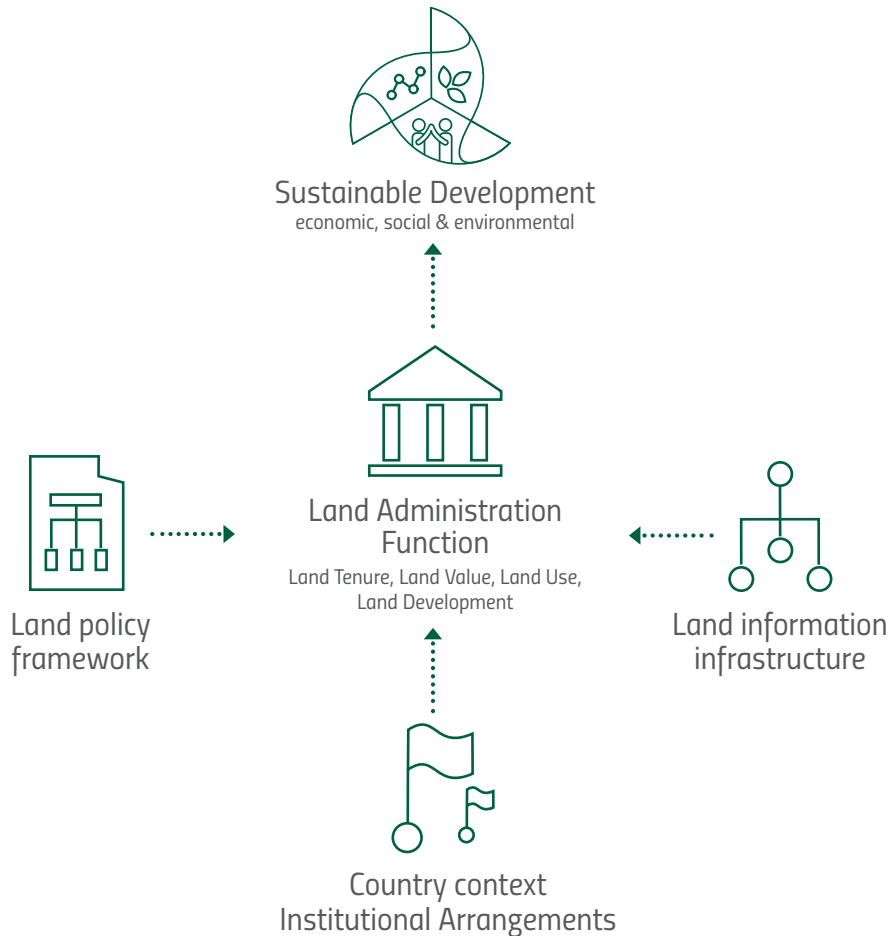 Sustainable Development
economic, social & environmental
Land Administration
Function
Land Tenure, Land Value, Land Use,
Land Development
Land policy
framework
Land information
infrastructure
Country context
Institutional Arrangements